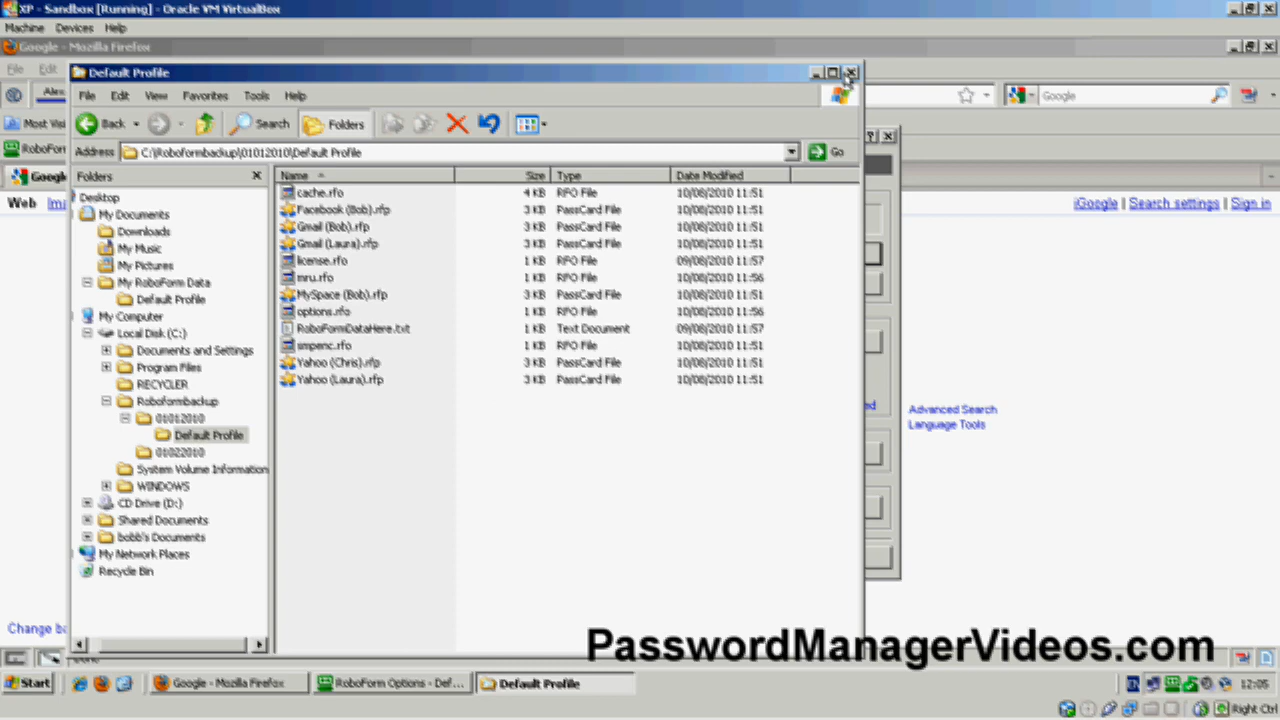 XP - Sandbox [Running] - Oracle VM VirtualBox
Machine Devices Help
Google - Mozilla Firefox
File Edit
Default Profile
File Edit View Favorites Tools Help
Google
Back Search Folders
Most Vis
RoboForm
Address C:\Roboformbackup\01012010\Default Profile Go
Folders
Name Size Type Date Modified
Google
Web Ima
iGoogle | Search settings | Sign in
Desktop
My Documents
Downloads
My Music
My Pictures
My RoboForm Data
Default Profile
My Computer
Local Disk (C:)
Documents and Settings
Program Files
RECYCLER
Roboformbackup
01012010
Default Profile
01022010
System Volume Information
WINDOWS
CD Drive (D:)
Shared Documents
bobb's Documents
My Network Places
Recycle Bin
cache.rfo 4 KB RFO File 10/08/2010 11:51
Facebook (Bob).rfp 3 KB PassCard File 10/08/2010 11:51
Gmail (Bob).rfp 3 KB PassCard File 10/08/2010 11:51
Gmail (Laura).rfp 3 KB PassCard File 10/08/2010 11:51
license.rfo 1 KB RFO File 09/08/2010 11:57
mru.rfo 1 KB RFO File 10/08/2010 11:56
MySpace (Bob).rfp 3 KB PassCard File 10/08/2010 11:51
options.rfo 1 KB RFO File 10/08/2010 11:56
RoboFormDataHere.txt 1 KB Text Document 09/08/2010 11:57
smpenc.rfo 1 KB RFO File 10/08/2010 11:51
Yahoo (Chris).rfp 3 KB PassCard File 10/08/2010 11:51
Yahoo (Laura).rfp 3 KB PassCard File 10/08/2010 11:51
ed
Advanced Search
Language Tools
Change ba
PasswordManagerVideos.com
Start Google - Mozilla Firefox RoboForm Options - Def... Default Profile 12:05
Right Ctrl